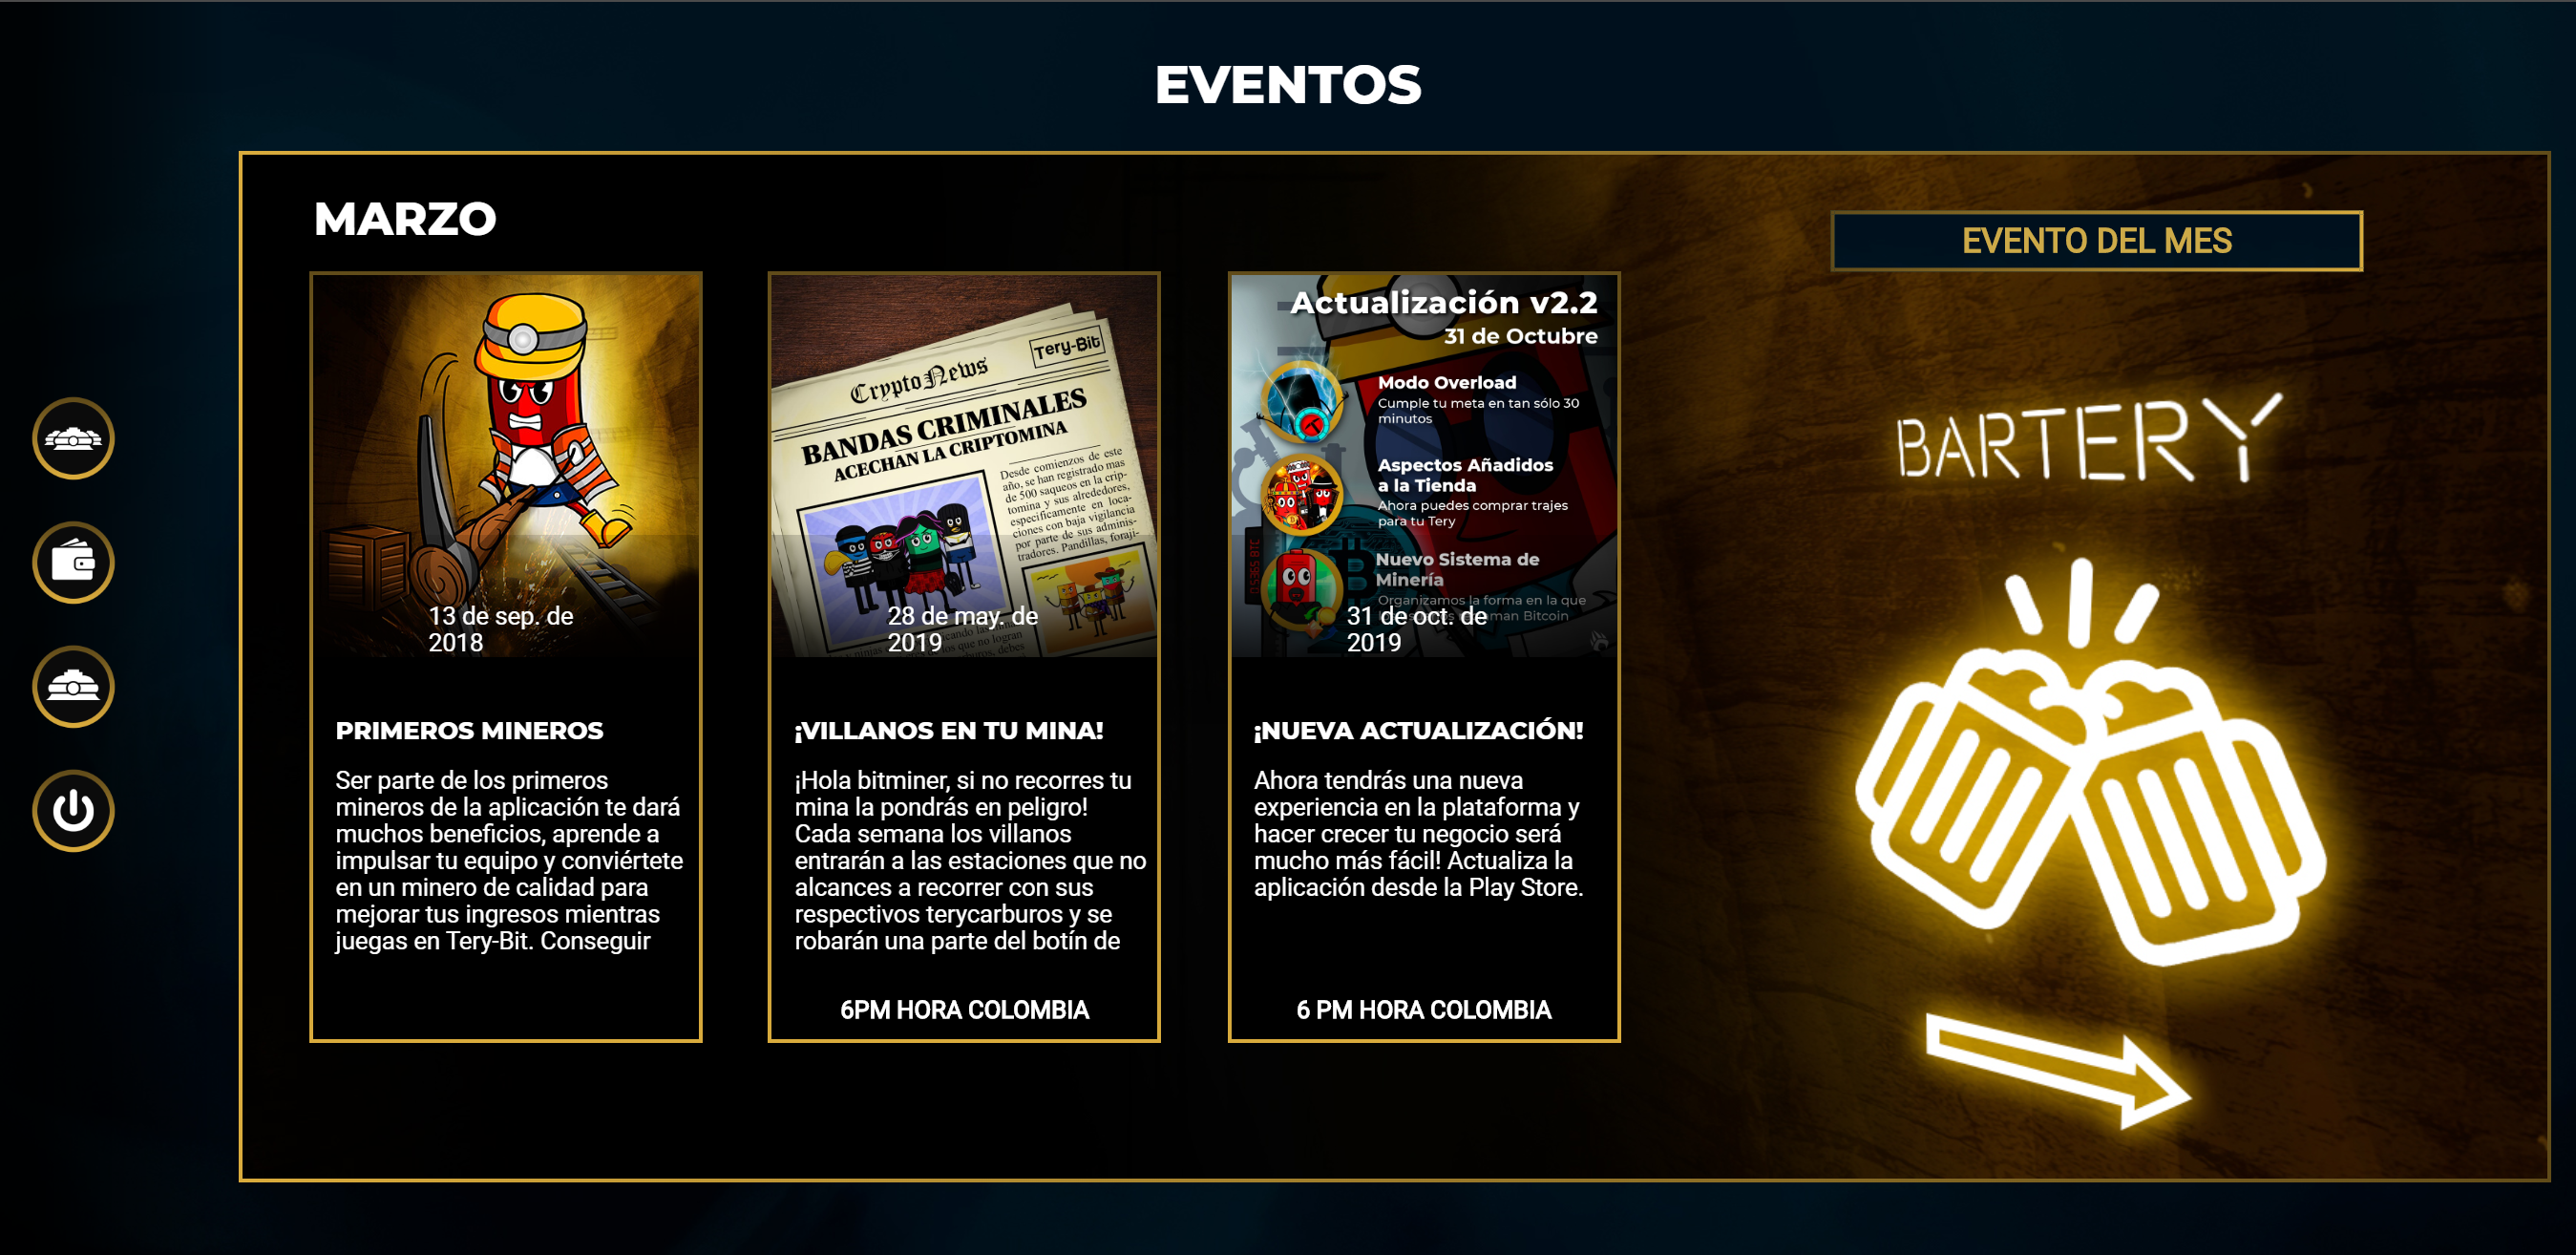 EVENTOS
MARZO
13 de sep. de
2018
PRIMEROS MINEROS
Ser parte de los primeros
mineros de la aplicación te dará
muchos beneficios, aprende a
impulsar tu equipo y conviértete
en un minero de calidad para
mejorar tus ingresos mientras
juegas en Tery-Bit. Conseguir
Tery-Bit
CryptoNews
BANDAS CRIMINALES
ACECHAN LA CRIPTOMINA
Desde comienzos de este
año, se han registrado mas
de 500 saqueos en la crip-
tomina y sus alrededores,
especificamente en loca-
ciones con baja vigilancia
por parte de sus adminis-
tradores. Pandillas, foraji-
28 de may. de
2019
¡VILLANOS EN TU MINA!
¡Hola bitminer, si no recorres tu
mina la pondrás en peligro!
Cada semana los villanos
entrarán a las estaciones que no
alcances a recorrer con sus
respectivos terycarburos y se
robarán una parte del botín de
6PM HORA COLOMBIA
Actualización v2.2
31 de Octubre
Modo Overload
Cumple tu meta en tan sólo 30
minutos
Aspectos Añadidos
a la Tienda
Ahora puedes comprar trajes
para tu Tery
Nuevo Sistema de
Minería
Organizamos la forma en la que
Bitcoin
31 de oct. de
2019
¡NUEVA ACTUALIZACIÓN!
Ahora tendrás una nueva
experiencia en la plataforma y
hacer crecer tu negocio será
mucho más fácil! Actualiza la
aplicación desde la Play Store.
6 PM HORA COLOMBIA
EVENTO DEL MES
BARTERY